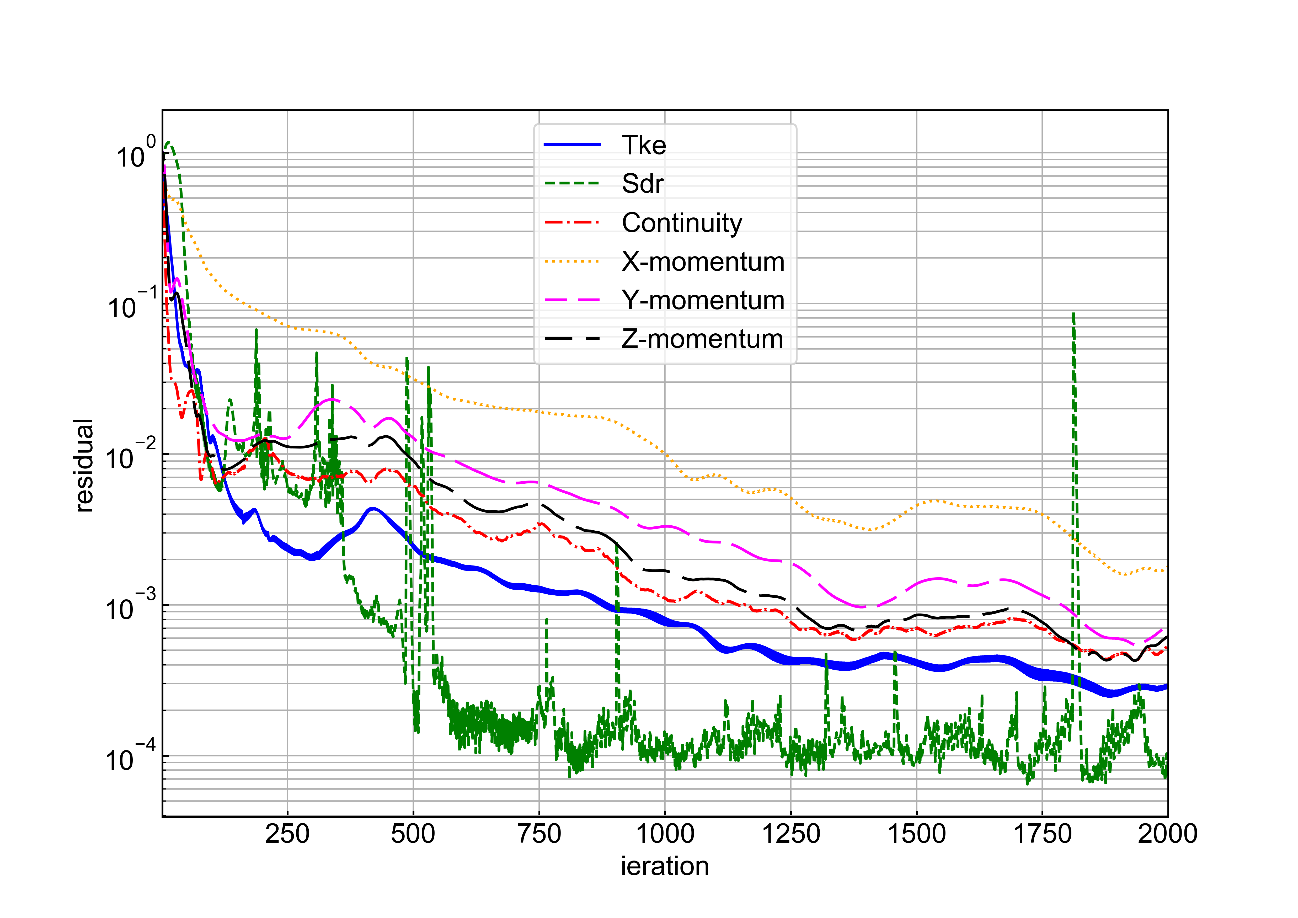 10^0
10^-1
10^-2
10^-3
10^-4
residual
Tke
Sdr
Continuity
X-momentum
Y-momentum
Z-momentum
250 500 750 1000 1250 1500 1750 2000
ieration